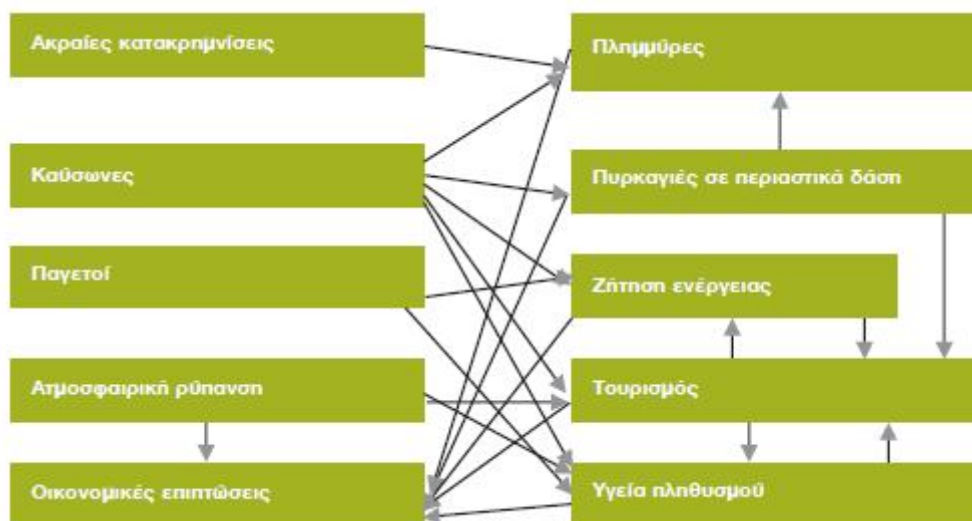 Ακραίες κατακρημνίσεις
Πλημμύρες
Καύσωνες
Πυρκαγιές σε περιαστικά δάση
Παγετοί
Ζήτηση ενέργειας
Ατμοσφαιρική ρύπανση
Τουρισμός
Οικονομικές επιπτώσεις
Υγεία πληθυσμού